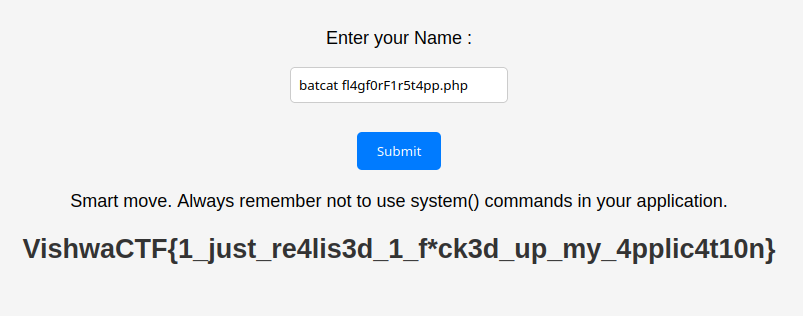 Enter your Name :
batcat fl4gf0rF1r5t4pp.php
Submit
Smart move. Always remember not to use system() commands in your application.
VishwaCTF{1_just_re4lis3d_1_f*ck3d_up_my_4pplic4t10n}